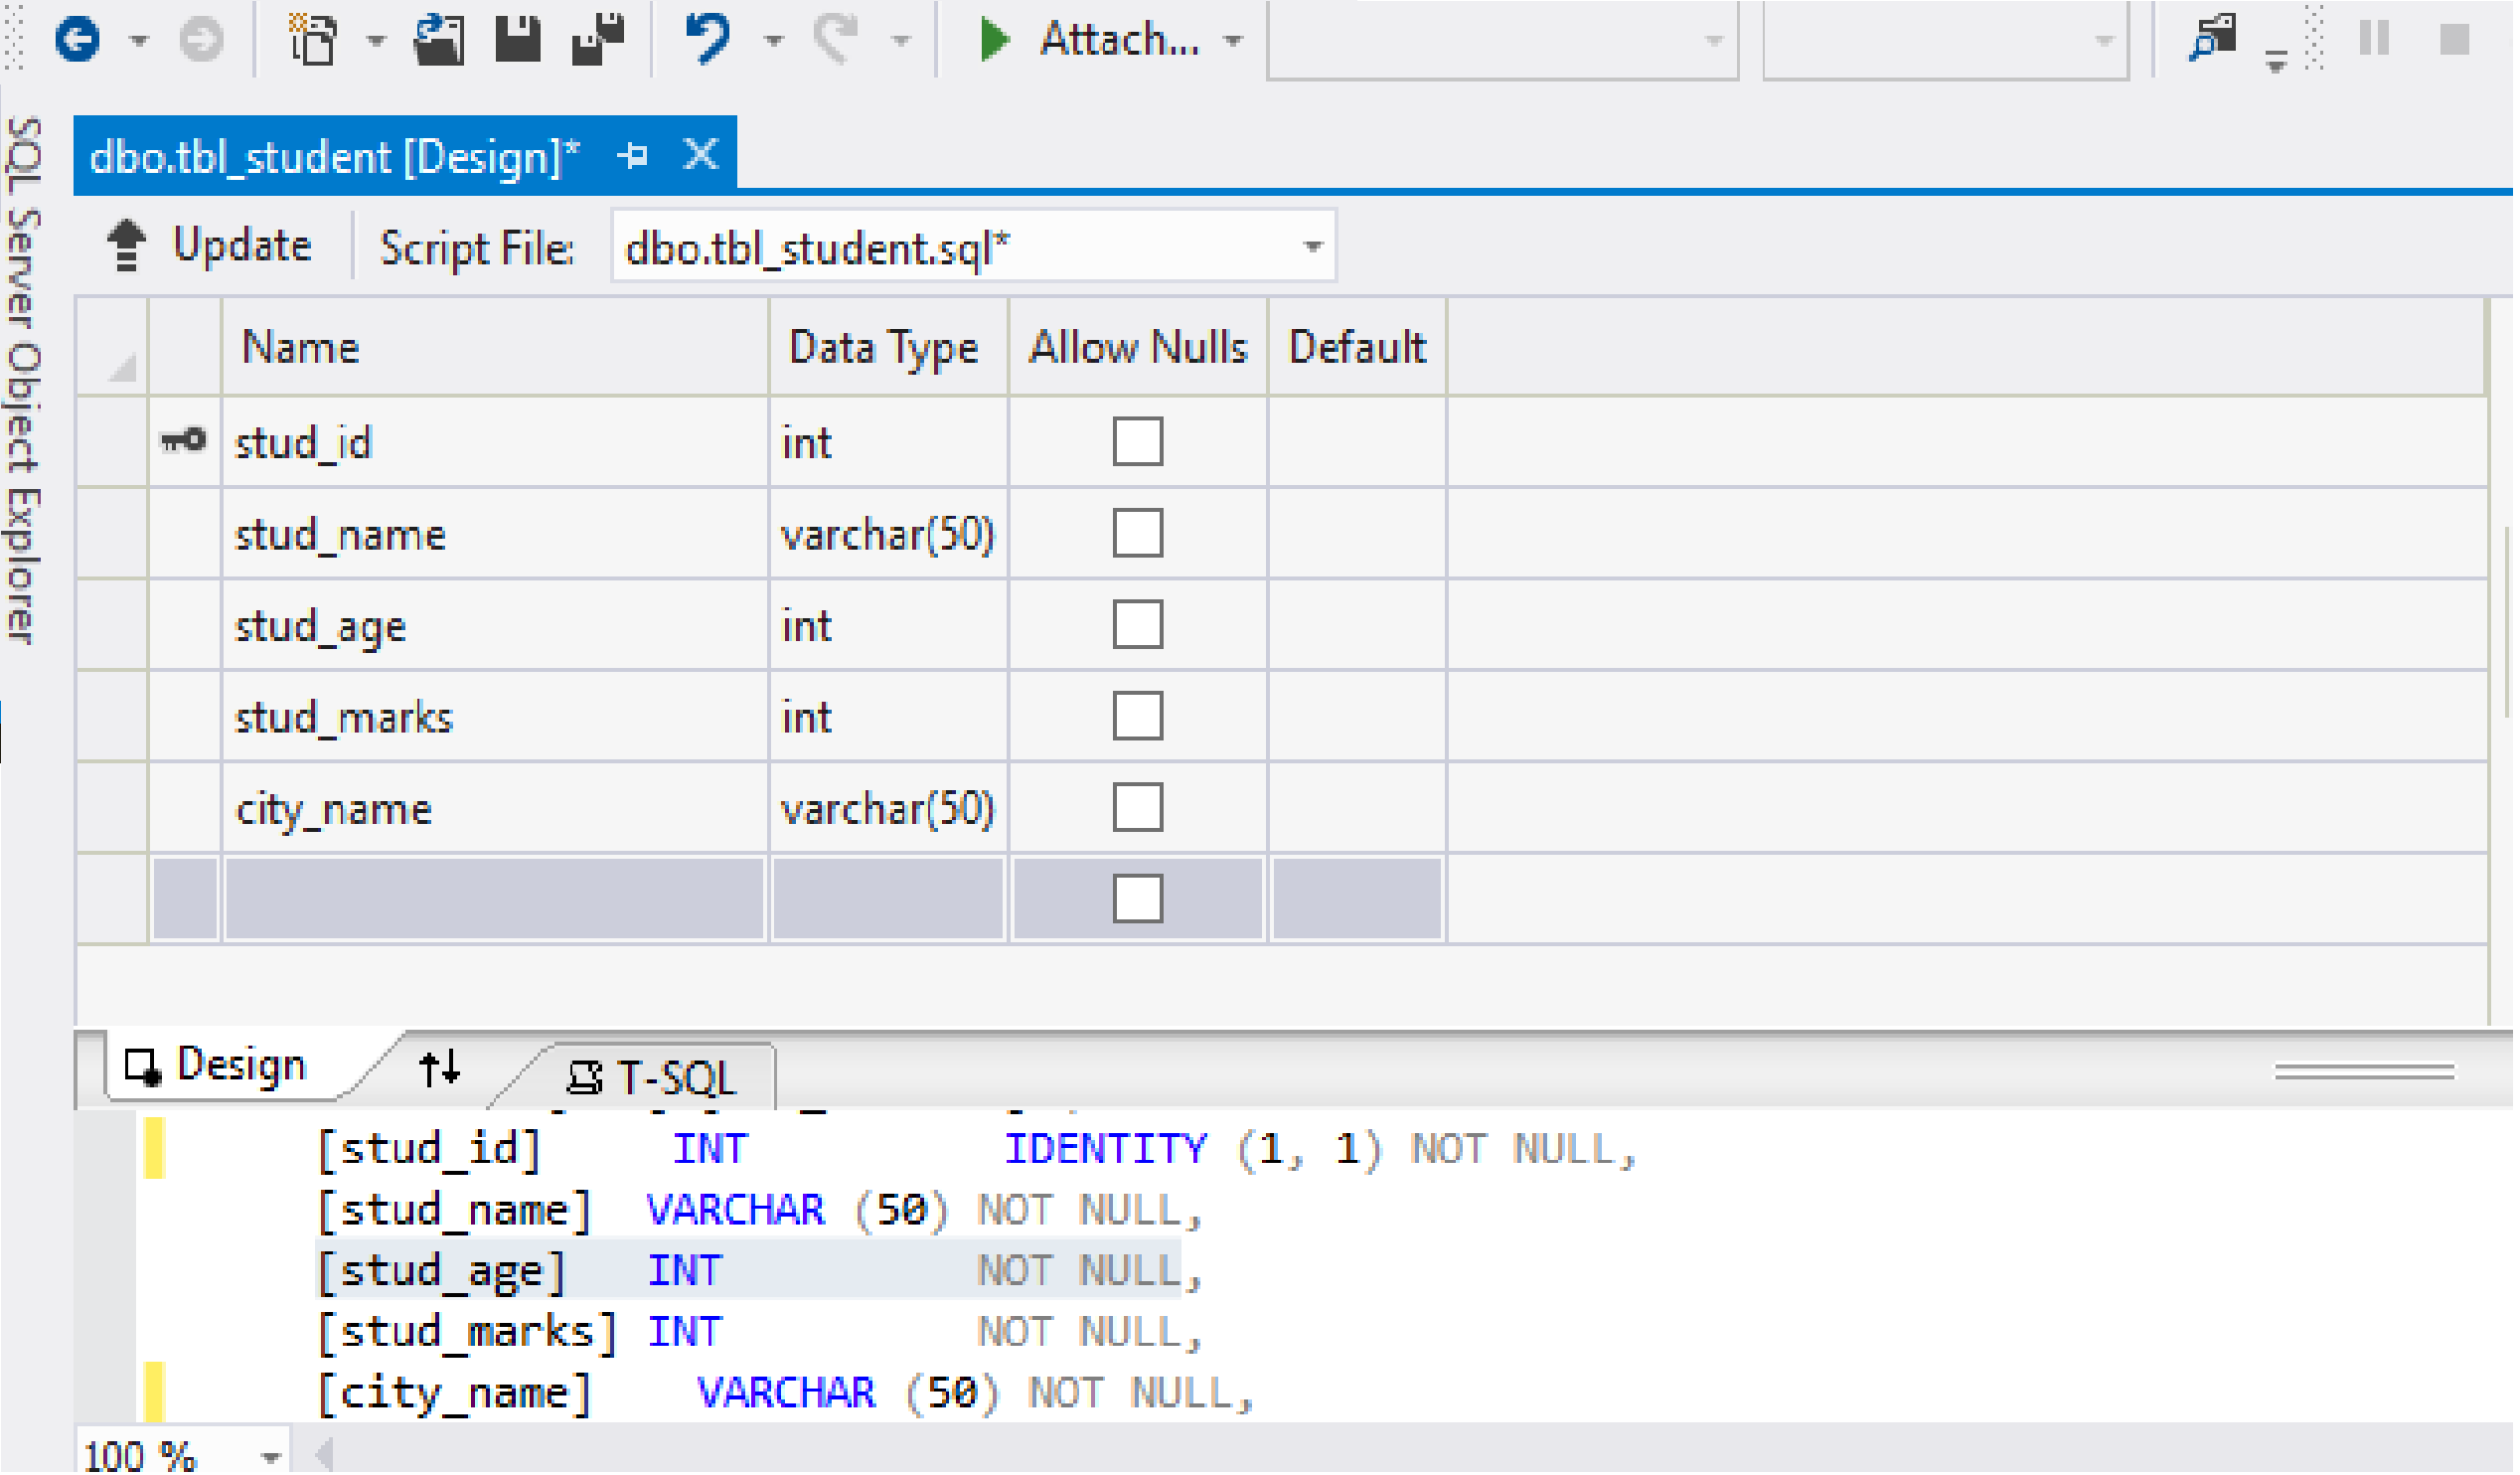 Attach...
SQL Server Object Explorer
dbo.tbl_student [Design]*
Update Script File: dbo.tbl_student.sql*
Name Data Type Allow Nulls Default
stud_id int
stud_name varchar(50)
stud_age int
stud_marks int
city_name varchar(50)
Design T-SQL
[stud_id] INT IDENTITY (1, 1) NOT NULL,
[stud_name] VARCHAR (50) NOT NULL,
[stud_age] INT NOT NULL,
[stud_marks] INT NOT NULL,
[city_name] VARCHAR (50) NOT NULL,
100 %